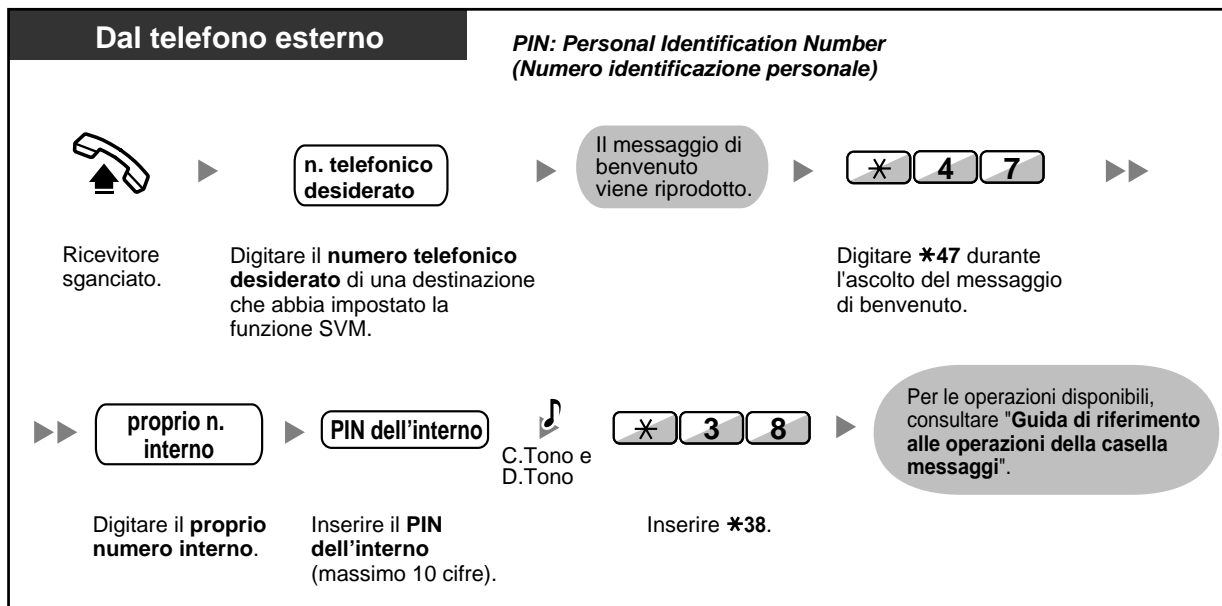 Dal telefono esterno
PIN: Personal Identification Number
(Numero identificazione personale)
n. telefonico
desiderato
Il messaggio di
benvenuto
viene riprodotto.
* 4 7
Ricevitore
sganciato.
Digitare il numero telefonico
desiderato di una destinazione
che abbia impostato la
funzione SVM.
Digitare *47 durante
l'ascolto del messaggio
di benvenuto.
proprio n.
interno
PIN dell'interno
C.Tono e
D.Tono
* 3 8
Per le operazioni disponibili,
consultare "Guida di riferimento
alle operazioni della casella
messaggi".
Digitare il proprio
numero interno.
Inserire il PIN
dell'interno
(massimo 10 cifre).
Inserire *38.